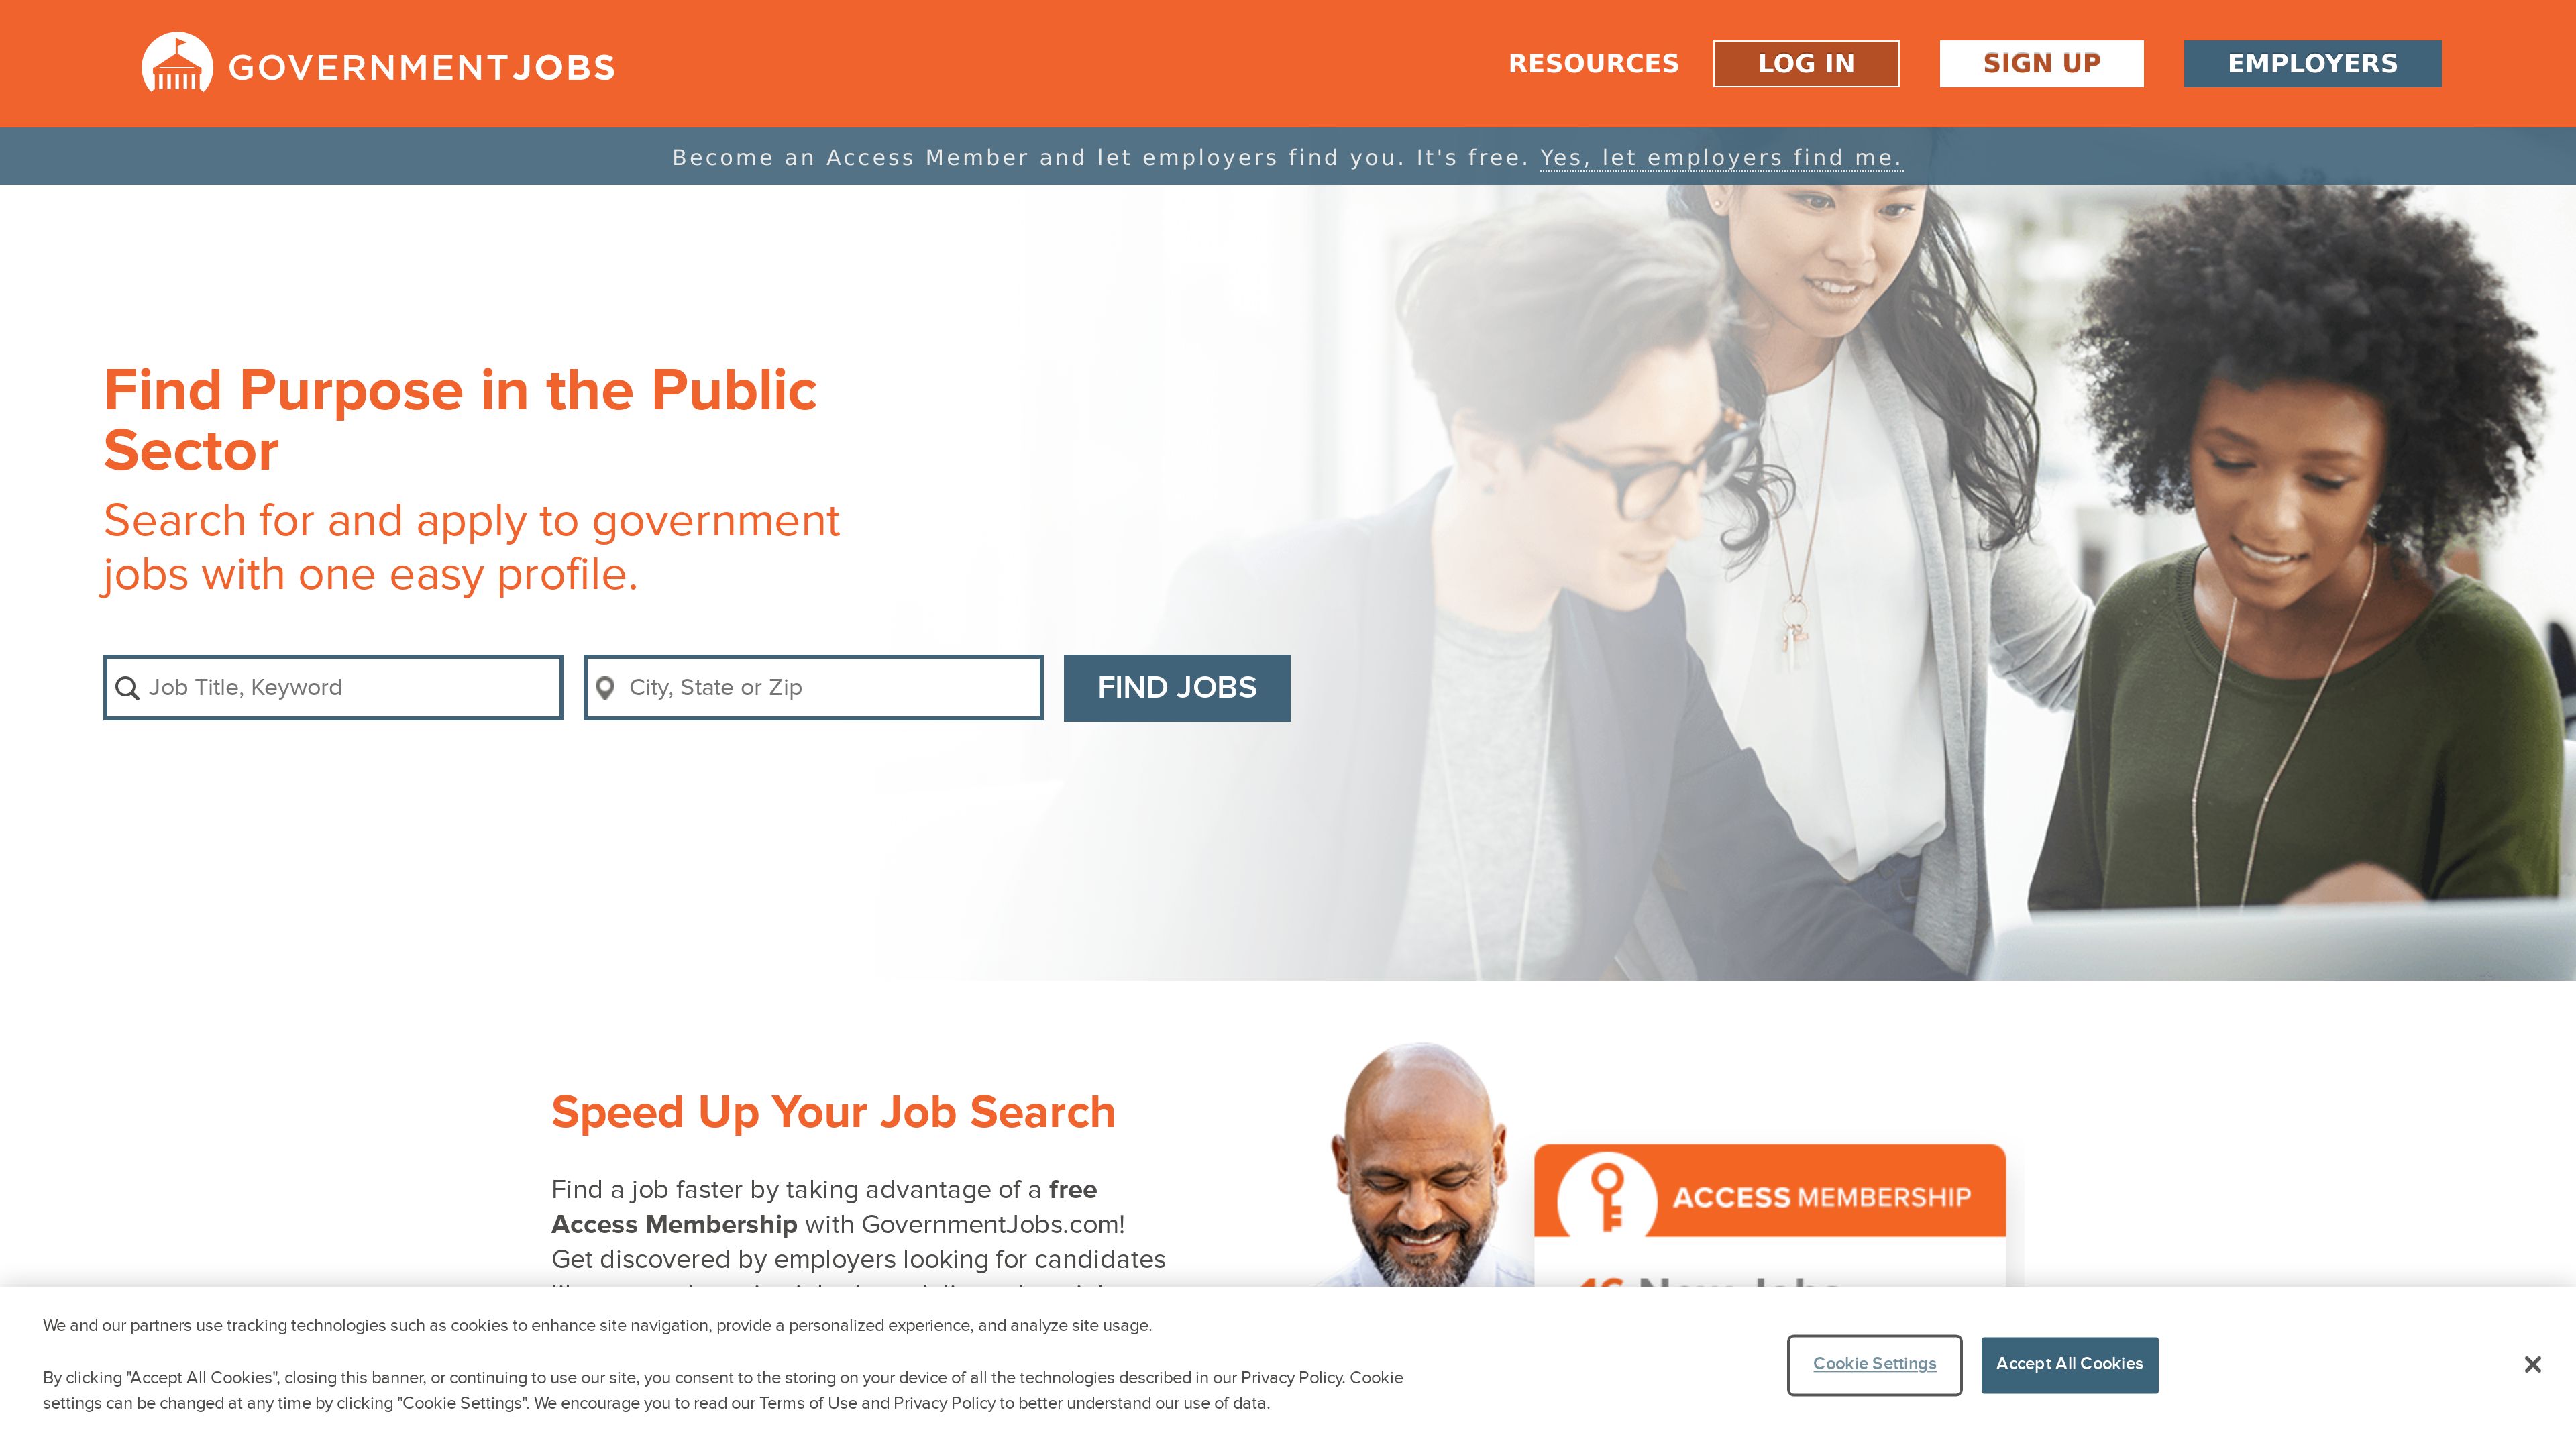 GOVERNMENTJOBS
RESOURCES
LOG IN
SIGN UP
EMPLOYERS
Become an Access Member and let employers find you. It's free. Yes, let employers find me.
Find Purpose in the Public
Sector
Search for and apply to government
jobs with one easy profile.
Job Title, Keyword
City, State or Zip
FIND JOBS
Speed Up Your Job Search
Find a job faster by taking advantage of a free
Access Membership with GovernmentJobs.com!
Get discovered by employers looking for candidates
ACCESS MEMBERSHIP
We and our partners use tracking technologies such as cookies to enhance site navigation, provide a personalized experience, and analyze site usage.
By clicking "Accept All Cookies", closing this banner, or continuing to use our site, you consent to the storing on your device of all the technologies described in our Privacy Policy. Cookie
settings can be changed at any time by clicking "Cookie Settings". We encourage you to read our Terms of Use and Privacy Policy to better understand our use of data.
Cookie Settings
Accept All Cookies